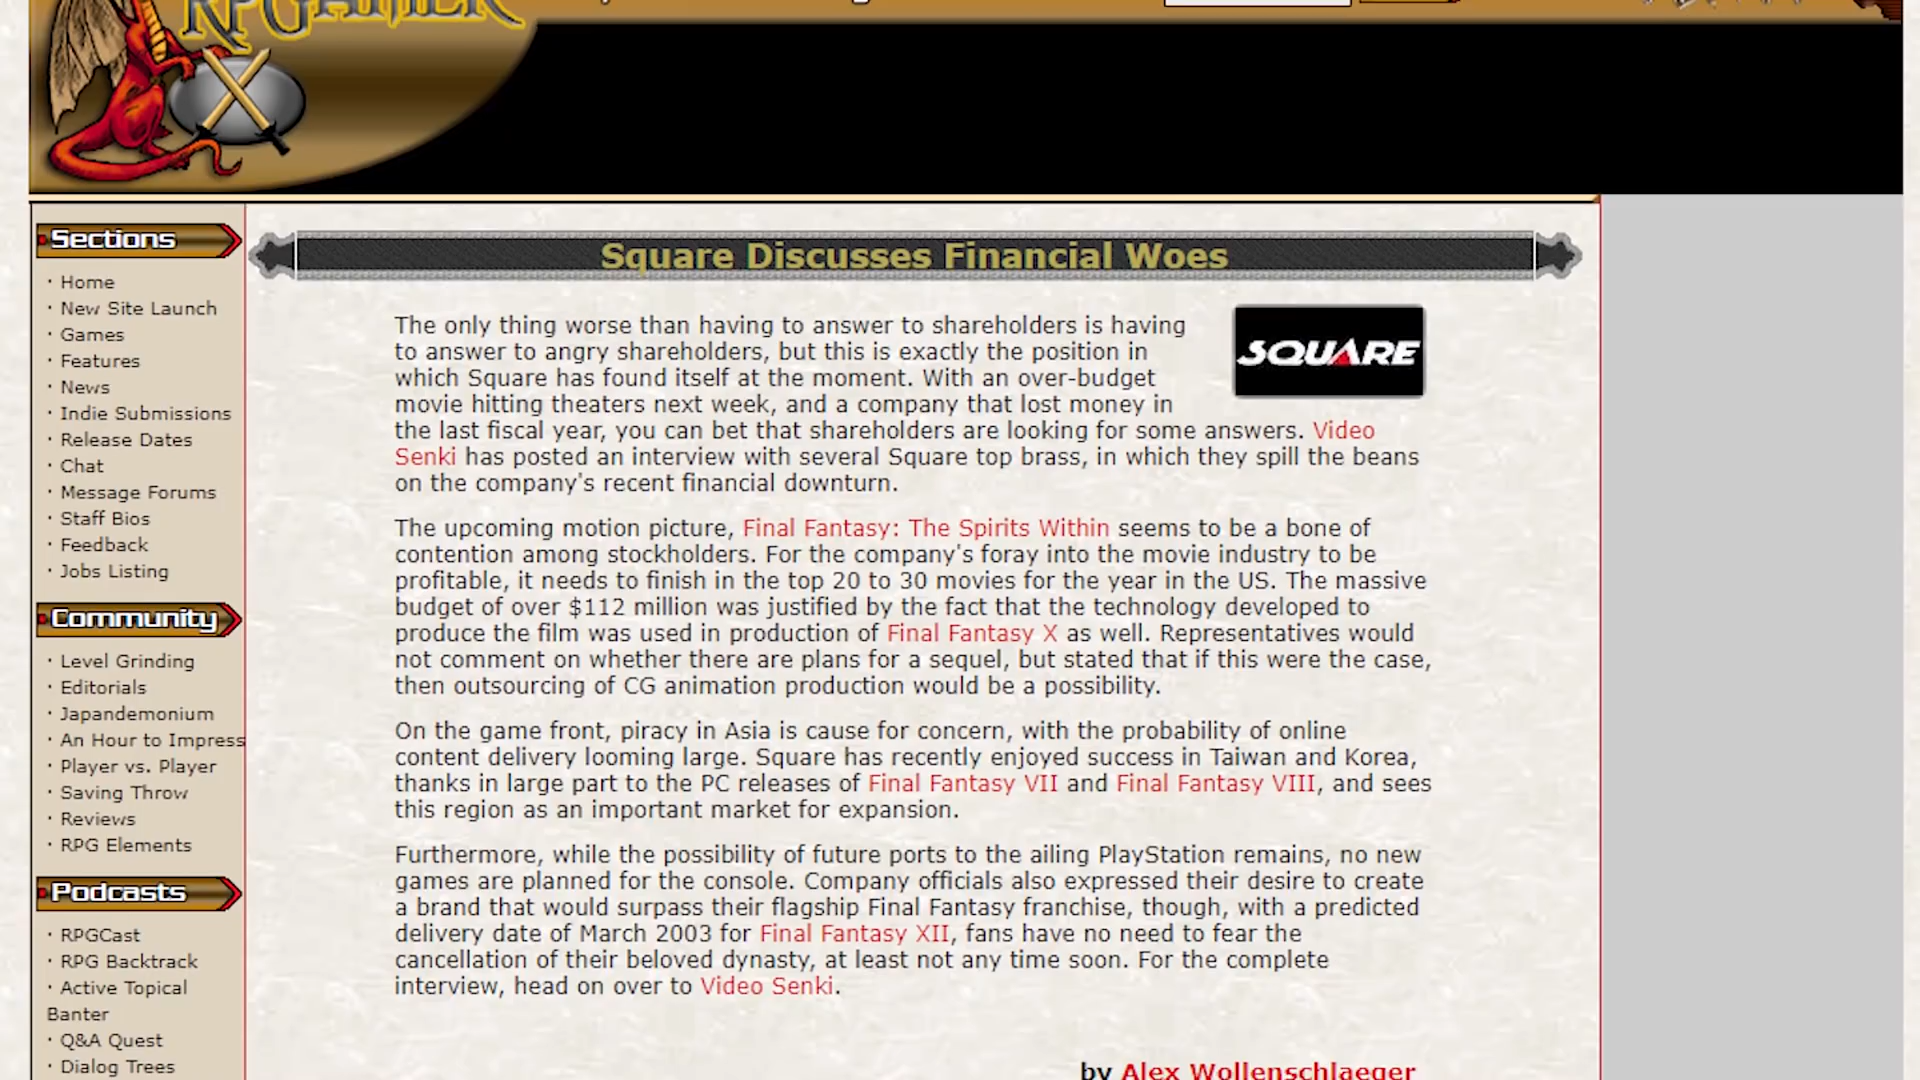 RPGAMER
Sections
· Home
· New Site Launch
· Games
· Features
· News
· Indie Submissions
· Release Dates
· Chat
· Message Forums
· Staff Bios
· Feedback
· Jobs Listing
Community
· Level Grinding
· Editorials
· Japandemonium
· An Hour to Impress
· Player vs. Player
· Saving Throw
· Reviews
· RPG Elements
Podcasts
· RPGCast
· RPG Backtrack
· Active Topical
Banter
· Q&A Quest
· Dialog Trees
Square Discusses Financial Woes
SQUARE
The only thing worse than having to answer to shareholders is having
to answer to angry shareholders, but this is exactly the position in
which Square has found itself at the moment. With an over-budget
movie hitting theaters next week, and a company that lost money in
the last fiscal year, you can bet that shareholders are looking for some answers. Video
Senki has posted an interview with several Square top brass, in which they spill the beans
on the company's recent financial downturn.
The upcoming motion picture, Final Fantasy: The Spirits Within seems to be a bone of
contention among stockholders. For the company's foray into the movie industry to be
profitable, it needs to finish in the top 20 to 30 movies for the year in the US. The massive
budget of over $112 million was justified by the fact that the technology developed to
produce the film was used in production of Final Fantasy X as well. Representatives would
not comment on whether there are plans for a sequel, but stated that if this were the case,
then outsourcing of CG animation production would be a possibility.
On the game front, piracy in Asia is cause for concern, with the probability of online
content delivery looming large. Square has recently enjoyed success in Taiwan and Korea,
thanks in large part to the PC releases of Final Fantasy VII and Final Fantasy VIII, and sees
this region as an important market for expansion.
Furthermore, while the possibility of future ports to the ailing PlayStation remains, no new
games are planned for the console. Company officials also expressed their desire to create
a brand that would surpass their flagship Final Fantasy franchise, though, with a predicted
delivery date of March 2003 for Final Fantasy XII, fans have no need to fear the
cancellation of their beloved dynasty, at least not any time soon. For the complete
interview, head on over to Video Senki.
by Alex Wollenschlaeger